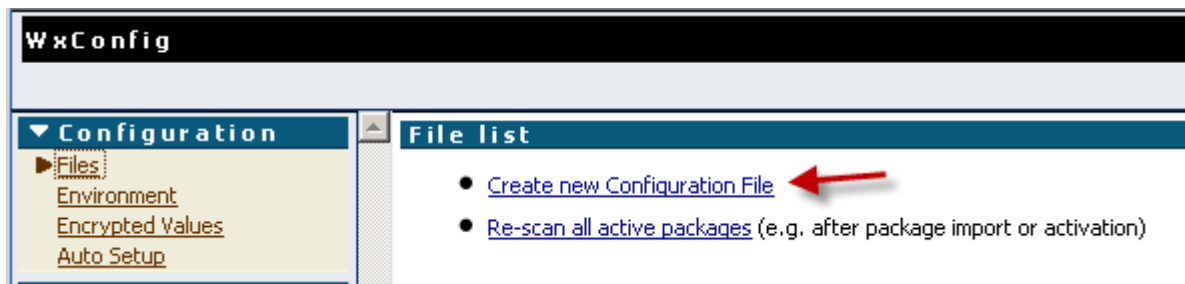 WxConfig
Configuration
Files
Environment
Encrypted Values
Auto Setup
File list
Create new Configuration File
Re-scan all active packages (e.g. after package import or activation)